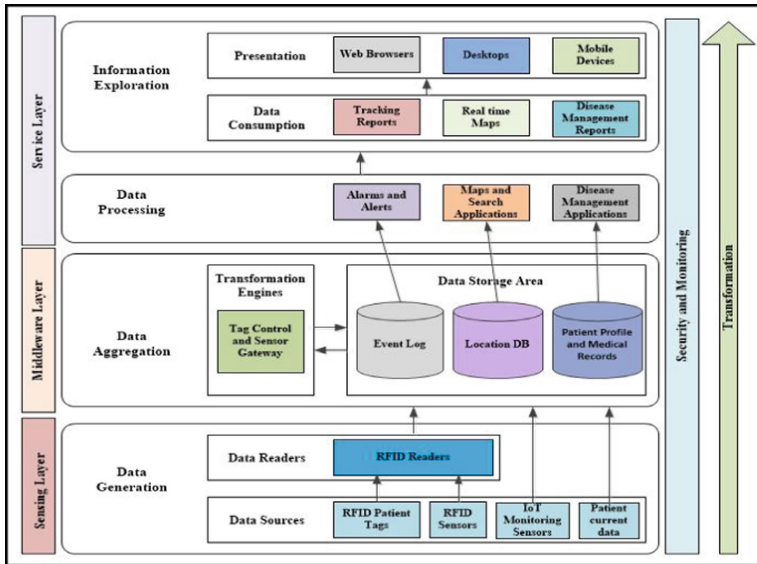 Service Layer
Information
Exploration
Presentation
Web Browsers
Desktops
Mobile
Devices
Data
Consumption
Tracking
Reports
Real time
Maps
Disease
Management
Reports
Data
Processing
Alarms and
Alerts
Maps and
Search
Applications
Disease
Management
Applications
Middleware Layer
Data
Aggregation
Transformation
Engines
Tag Control
and Sensor
Gateway
Data Storage Area
Event Log
Location DB
Patient Profile
and Medical
Records
Sensing Layer
Data
Generation
Data Readers
RFID Readers
Data Sources
RFID Patient
Tags
RFID
Sensors
IoT
Monitoring
Sensors
Patient
current
data
Security and Monitoring
Transformation